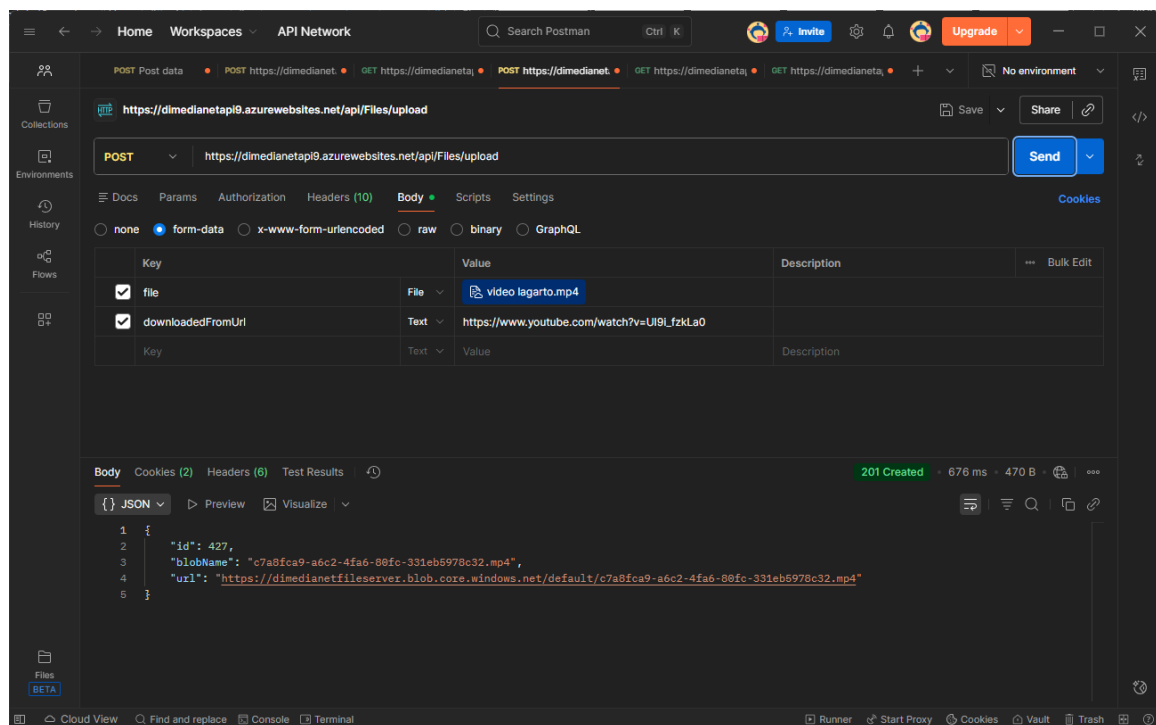 Home Workspaces API Network Search Postman Ctrl K Invite Upgrade
POST Post data POST https://dimedianet. GET https://dimedianeta POST https://dimedianet. GET https://dimedianeta GET https://dimedianeta No environment
HTTP https://dimedianetapi9.azurewebsites.net/api/Files/upload Save Share
Collections
POST https://dimedianetapi9.azurewebsites.net/api/Files/upload Send
Environments
Docs Params Authorization Headers (10) Body Scripts Settings Cookies
History
none form-data x-www-form-urlencoded raw binary GraphQL
Flows
Key Value Description Bulk Edit
file File video lagarto.mp4
downloadedFromUrl Text https://www.youtube.com/watch?v=UI9i_fzkLa0
Key Text Value Description
Body Cookies (2) Headers (6) Test Results 201 Created 676 ms 470 B
{} JSON Preview Visualize
1 {
2 "id": 427,
3 "blobName": "c7a8fca9-a6c2-4fa6-80fc-331eb5978c32.mp4",
4 "url": "https://dimedianetfileserver.blob.core.windows.net/default/c7a8fca9-a6c2-4fa6-80fc-331eb5978c32.mp4"
5 }
Files
BETA
Cloud View Find and replace Console Terminal Runner Start Proxy Cookies Vault Trash